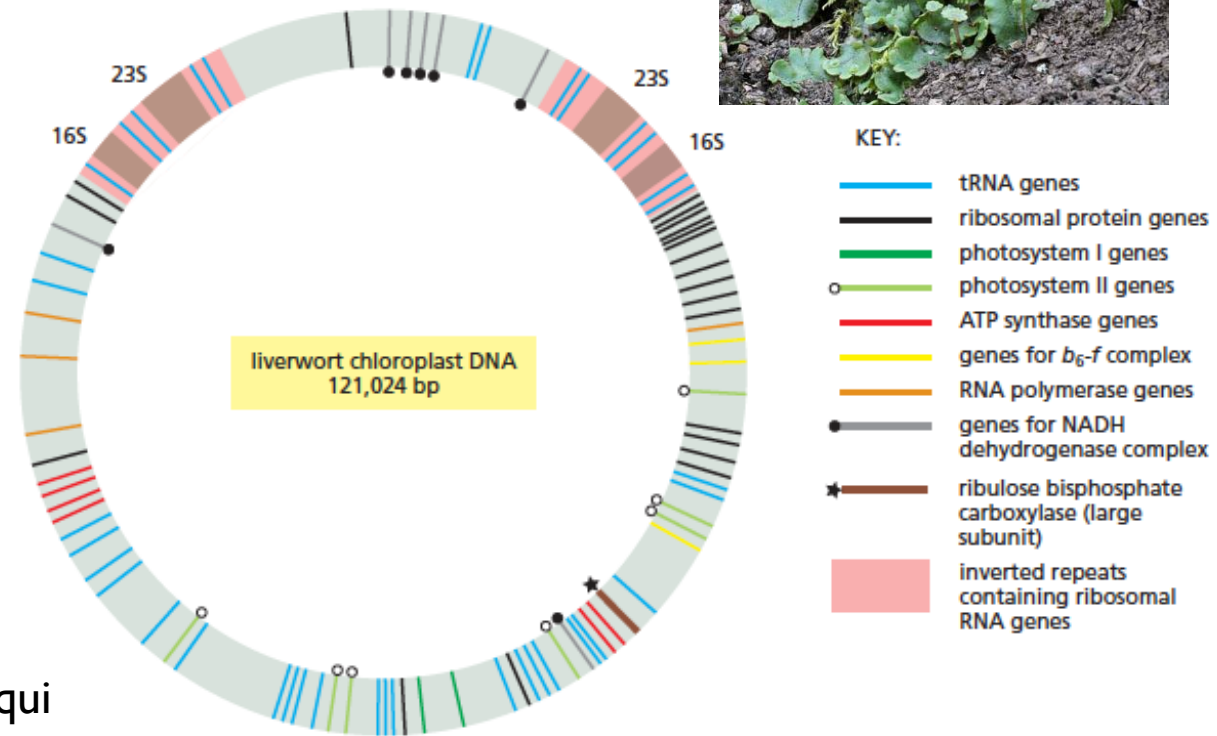 23S
16S
23S
16S
liverwort chloroplast DNA
121,024 bp
KEY:
tRNA genes
ribosomal protein genes
photosystem I genes
photosystem II genes
ATP synthase genes
genes for b6-f complex
RNA polymerase genes
genes for NADH
dehydrogenase complex
ribulose bisphosphate
carboxylase (large
subunit)
inverted repeats
containing ribosomal
RNA genes
qui